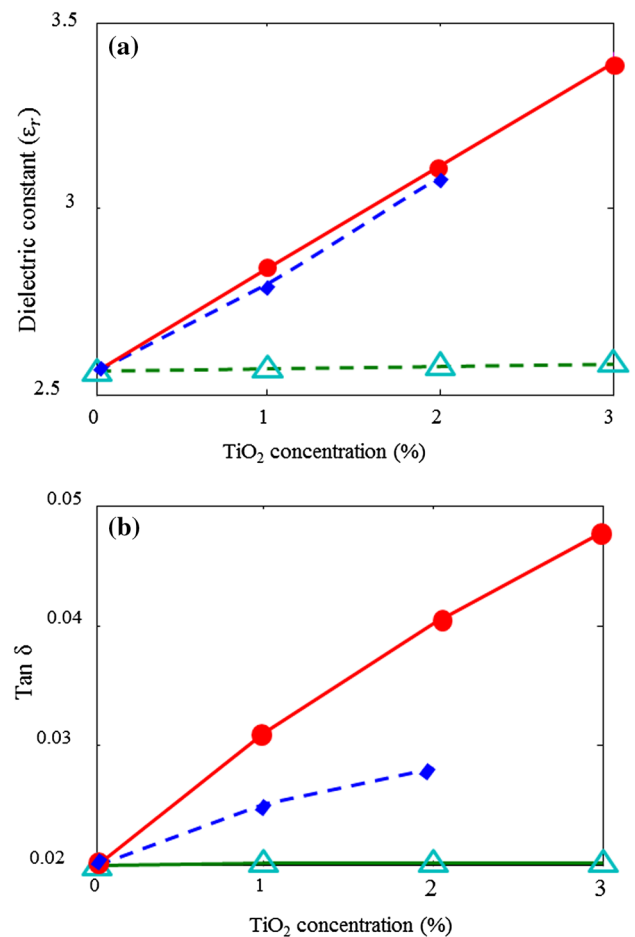 3.5
(a)
Dielectric constant (εr)
3
2.5
0 1 2 3
TiO2 concentration (%)
0.05
(b)
0.04
Tan δ
0.03
0.02
0 1 2 3
TiO2 concentration (%)